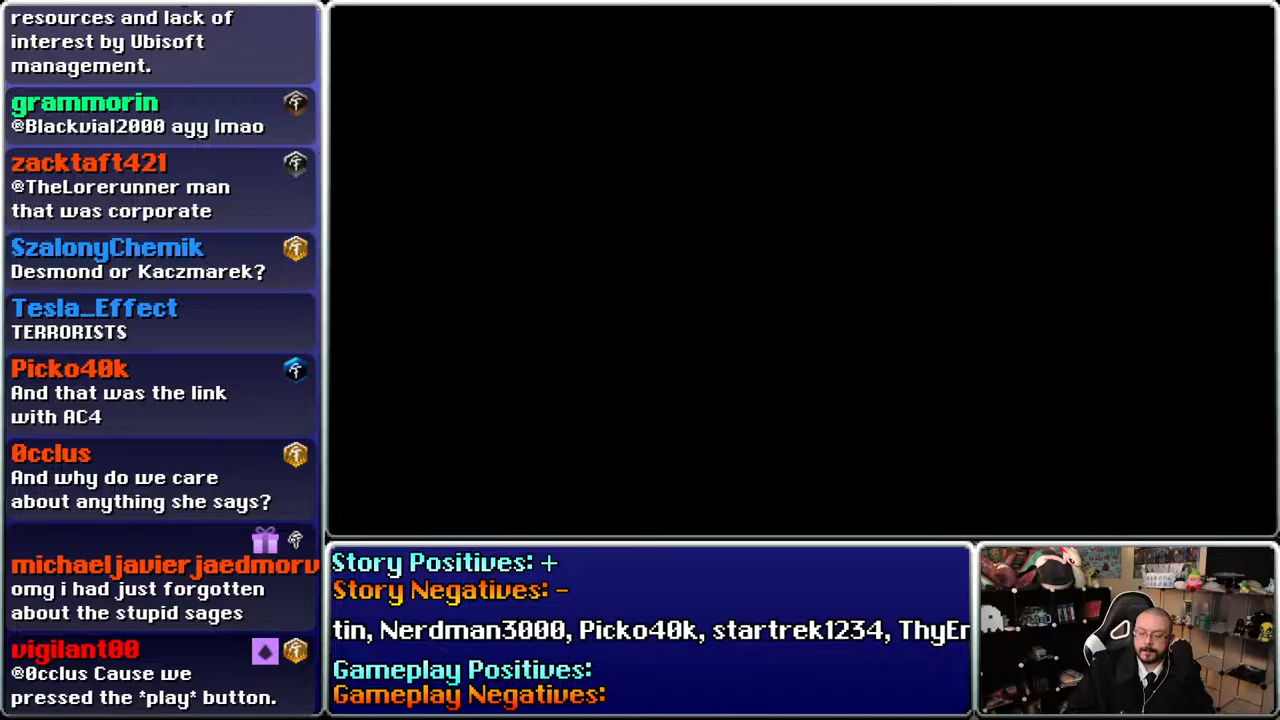 resources and lack of
interest by Ubisoft
management.
grammorin
@Blackvial2000 ayy lmao
zacktaft421
@TheLorerunner man
that was corporate
SzalonyChemik
Desmond or Kaczmarek?
Tesla_Effect
TERRORISTS
Picko40k
And that was the link
with AC4
0cclus
And why do we care
about anything she says?
michaeljavierjaedmorv
omg i had just forgotten
about the stupid sages
vigilant00
@0cclus Cause we
pressed the *play* button.
Story Positives: +
Story Negatives: -
tin, Nerdman3000, Picko40k, startrek1234, ThyEr
Gameplay Positives:
Gameplay Negatives: